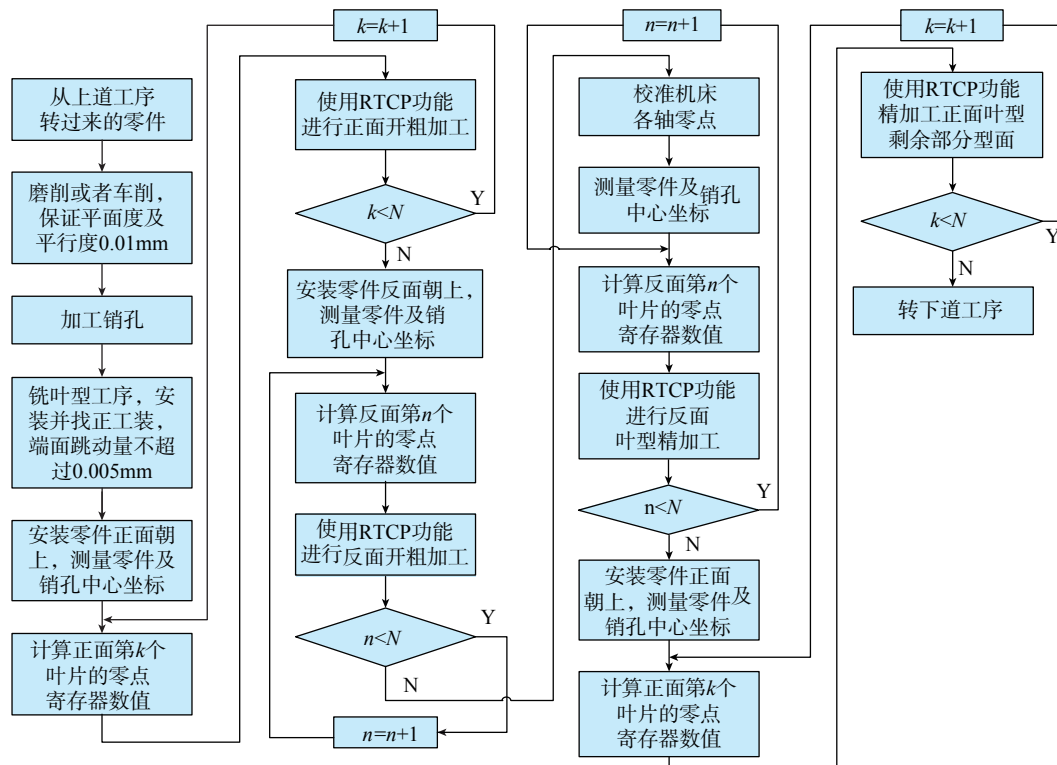 从上道工序
转过来的零件
磨削或者车削，
保证平面度及
平行度0.01mm
加工销孔
铣叶型工序，安
装并找正工装，
端面跳动量不超
过0.005mm
安装零件正面朝
上，测量零件及
销孔中心坐标
计算正面第k个
叶片的零点
寄存器数值
k=k+1
使用RTCP功能
进行正面开粗加工
k<N
Y
N
安装零件反面朝上，
测量零件及销
孔中心坐标
计算反面第n个
叶片的零点
寄存器数值
使用RTCP功能
进行反面开粗加工
n<N
Y
N
n=n+1
n=n+1
校准机床
各轴零点
测量零件及销孔
中心坐标
计算反面第n个
叶片的零点
寄存器数值
使用RTCP功能
进行反面
叶型精加工
n<N
Y
N
安装零件正面
朝上，测量零件及
销孔中心坐标
计算正面第k个
叶片的零点
寄存器数值
k=k+1
使用RTCP功能
精加工正面叶型
剩余部分型面
k<N
Y
N
转下道工序